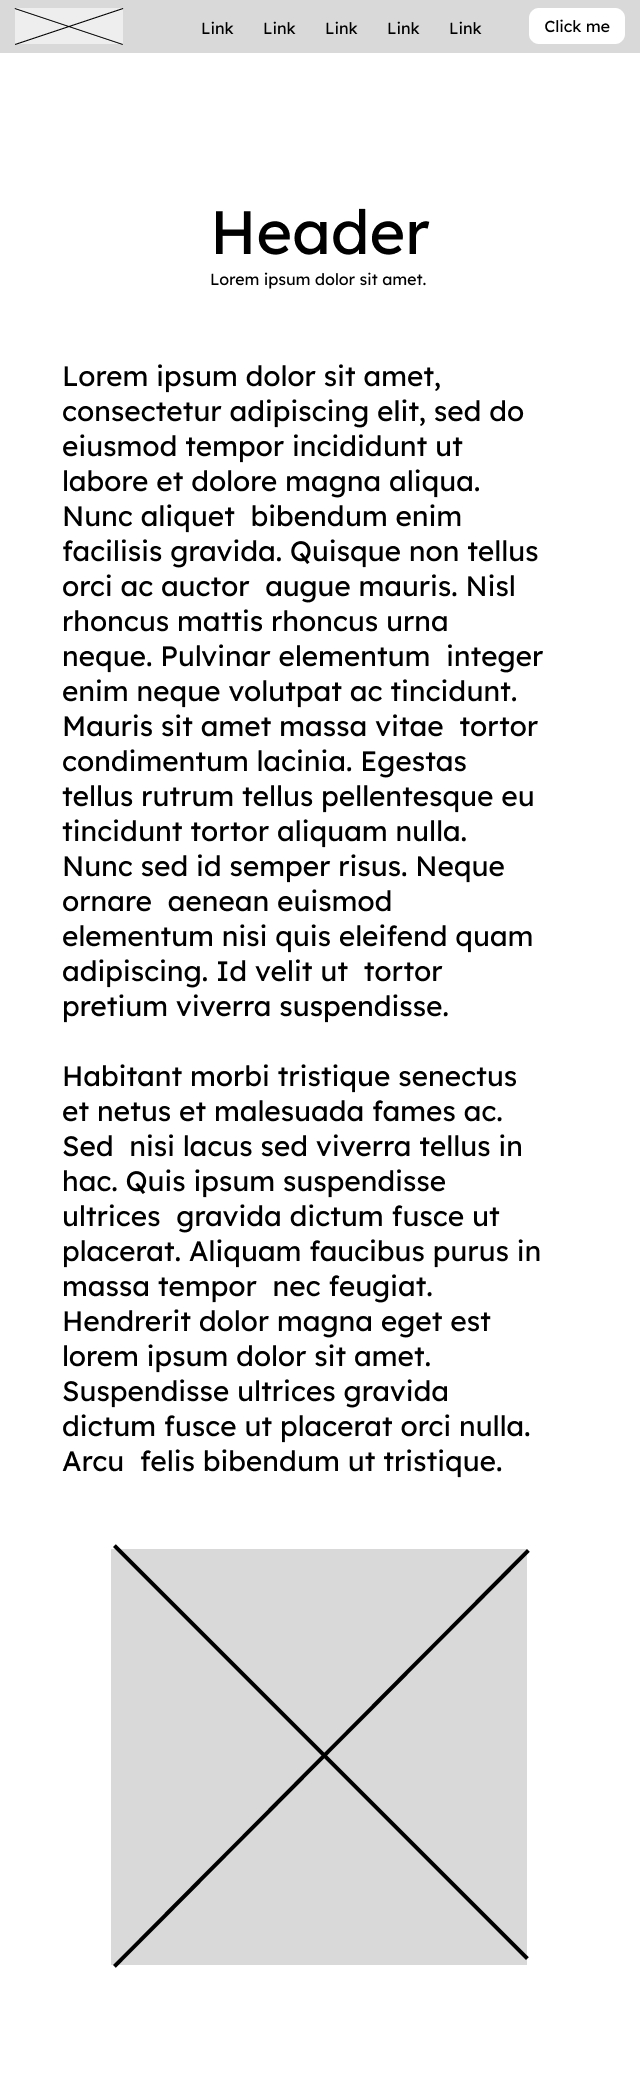 Link Link Link Link Link Click me
Header
Lorem ipsum dolor sit amet.
Lorem ipsum dolor sit amet,
consectetur adipiscing elit, sed do
eiusmod tempor incididunt ut
labore et dolore magna aliqua.
Nunc aliquet  bibendum enim
facilisis gravida. Quisque non tellus
orci ac auctor  augue mauris. Nisl
rhoncus mattis rhoncus urna
neque. Pulvinar elementum  integer
enim neque volutpat ac tincidunt.
Mauris sit amet massa vitae  tortor
condimentum lacinia. Egestas
tellus rutrum tellus pellentesque eu
tincidunt tortor aliquam nulla.
Nunc sed id semper risus. Neque
ornare  aenean euismod
elementum nisi quis eleifend quam
adipiscing. Id velit ut  tortor
pretium viverra suspendisse.
Habitant morbi tristique senectus
et netus et malesuada fames ac.
Sed  nisi lacus sed viverra tellus in
hac. Quis ipsum suspendisse
ultrices  gravida dictum fusce ut
placerat. Aliquam faucibus purus in
massa tempor  nec feugiat.
Hendrerit dolor magna eget est
lorem ipsum dolor sit amet.
Suspendisse ultrices gravida
dictum fusce ut placerat orci nulla.
Arcu  felis bibendum ut tristique.